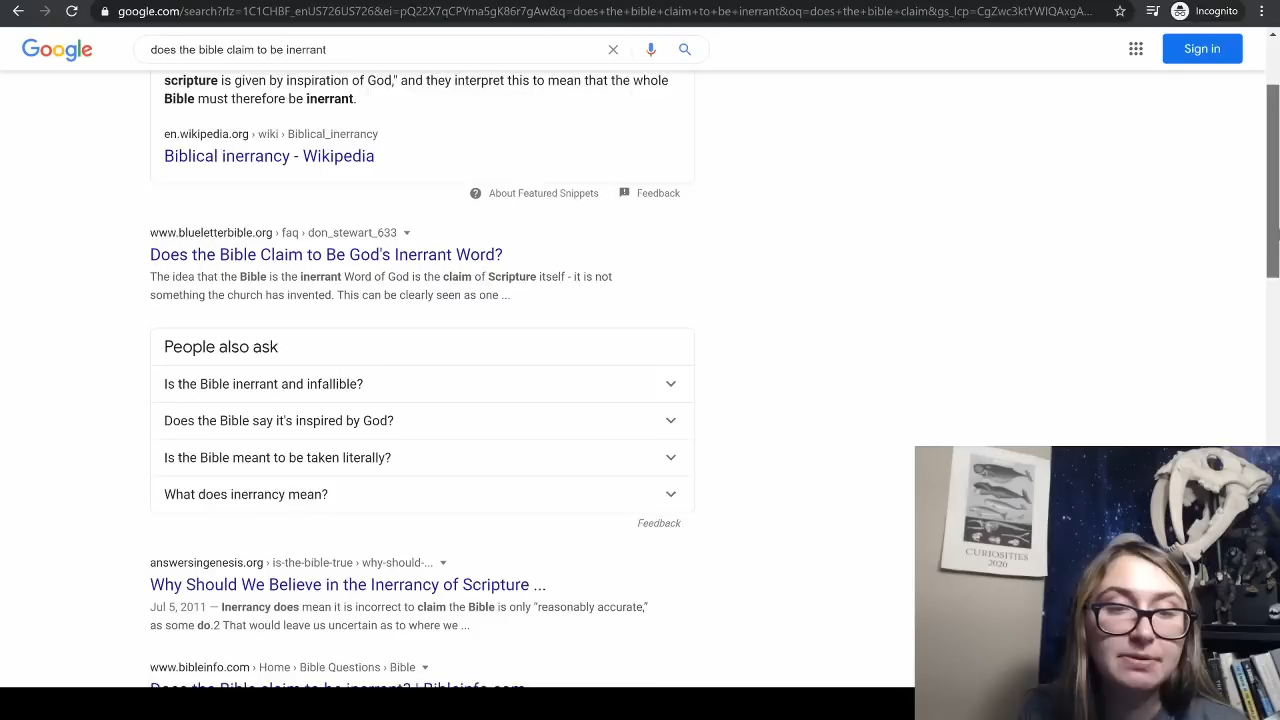 google.com/search?rlz=1C1CHBF_enUS726US726&ei=pQ22X7qCPYma5gK86r7gAw&q=does+the+bible+claim+to+be+inerrant&oq=does+the+bible+claim&gs_lcp=CgZwc3ktYWIQAxgA...
Incognito
Google
does the bible claim to be inerrant
Sign in
scripture is given by inspiration of God," and they interpret this to mean that the whole
Bible must therefore be inerrant.
en.wikipedia.org › wiki › Biblical_inerrancy
Biblical inerrancy - Wikipedia
About Featured Snippets
Feedback
www.blueletterbible.org › faq › don_stewart_633
Does the Bible Claim to Be God's Inerrant Word?
The idea that the Bible is the inerrant Word of God is the claim of Scripture itself - it is not
something the church has invented. This can be clearly seen as one ...
People also ask
Is the Bible inerrant and infallible?
Does the Bible say it's inspired by God?
Is the Bible meant to be taken literally?
What does inerrancy mean?
Feedback
answersingenesis.org › is-the-bible-true › why-should-...
Why Should We Believe in the Inerrancy of Scripture ...
Jul 5, 2011 — Inerrancy does mean it is incorrect to claim the Bible is only “reasonably accurate,”
as some do.2 That would leave us uncertain as to where we ...
www.bibleinfo.com › Home › Bible Questions › Bible
Does the Bible claim to be inerrant? | Bibleinfo.com
CURIOSITIES
2020